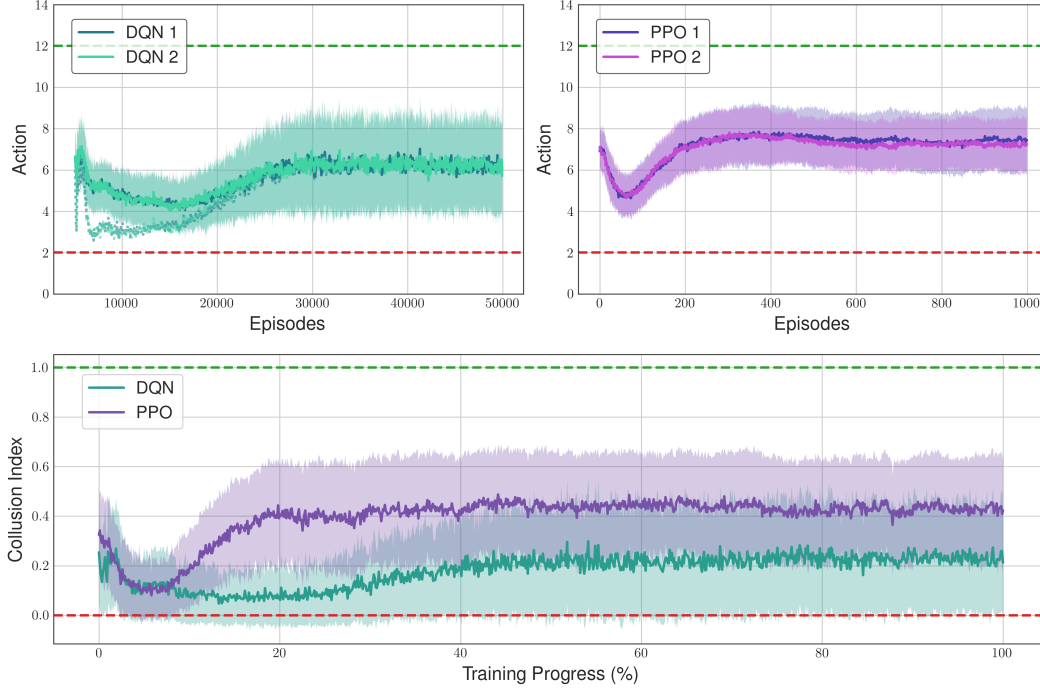 14
12
10
8
6
4
2
0
Action
DQN 1
DQN 2
10000 20000 30000 40000 50000
Episodes
14
12
10
8
6
4
2
0
Action
PPO 1
PPO 2
0 200 400 600 800 1000
Episodes
1.0
0.8
0.6
0.4
0.2
0.0
Collusion Index
DQN
PPO
0 20 40 60 80 100
Training Progress (%)